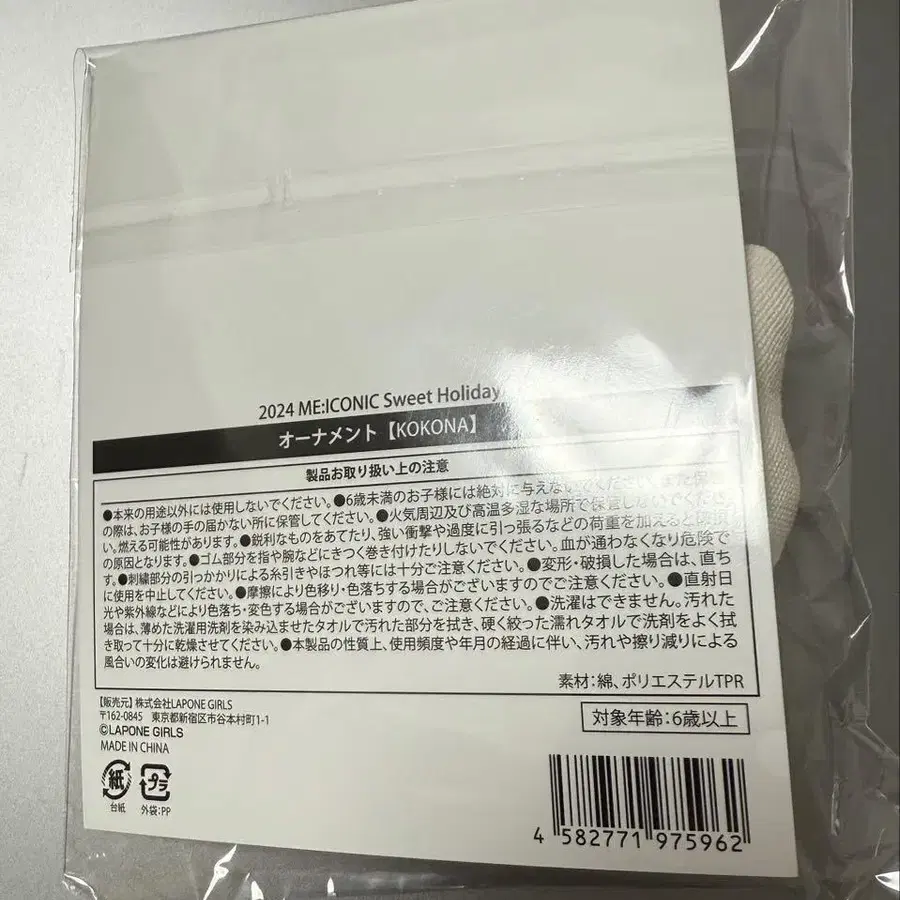 2024 ME:ICONIC Sweet Holiday
オーナメント【KOKONA】
製品お取り扱い上の注意
●本来の用途以外には使用しないでください。●6歳未満のお子様には絶対に与えないでください。また保管
の際は、お子様の手の届かない所に保管してください。●火気周辺及び高温多湿な場所で保管しないでくださ
い。燃える可能性があります。●鋭利なものをあてたり、強い衝撃や過度に引っ張るなどの荷重を加えると破損
の原因となります。●ゴム部分を指や腕などにきつく巻き付けたりしないでください。血が通わなくなり危険で
す。●刺繍部分の引っかかりによる糸引きやほつれ等には十分ご注意ください。●変形・破損した場合は、直ち
に使用を中止してください。●摩擦により色移り・色落ちする場合がございますのでご注意ください。●直射日
光や紫外線などにより色落ち・変色する場合がございますので、ご注意ください。●洗濯はできません。汚れた
場合は、薄めた洗濯用洗剤を染み込ませたタオルで汚れた部分を拭き、硬く絞った濡れタオルで洗剤をよく拭
き取って十分に乾燥させてください。●本製品の性質上、使用頻度や年月の経過に伴い、汚れや擦り減りによる
風合いの変化は避けられません。
素材：綿、ポリエステルTPR
【販売元】株式会社LAPONE GIRLS
〒162-0845 東京都新宿区市谷本村町1-1
©LAPONE GIRLS
MADE IN CHINA
対象年齢：6歳以上
紙
台紙
プラ
外袋：PP
4 582771 975962